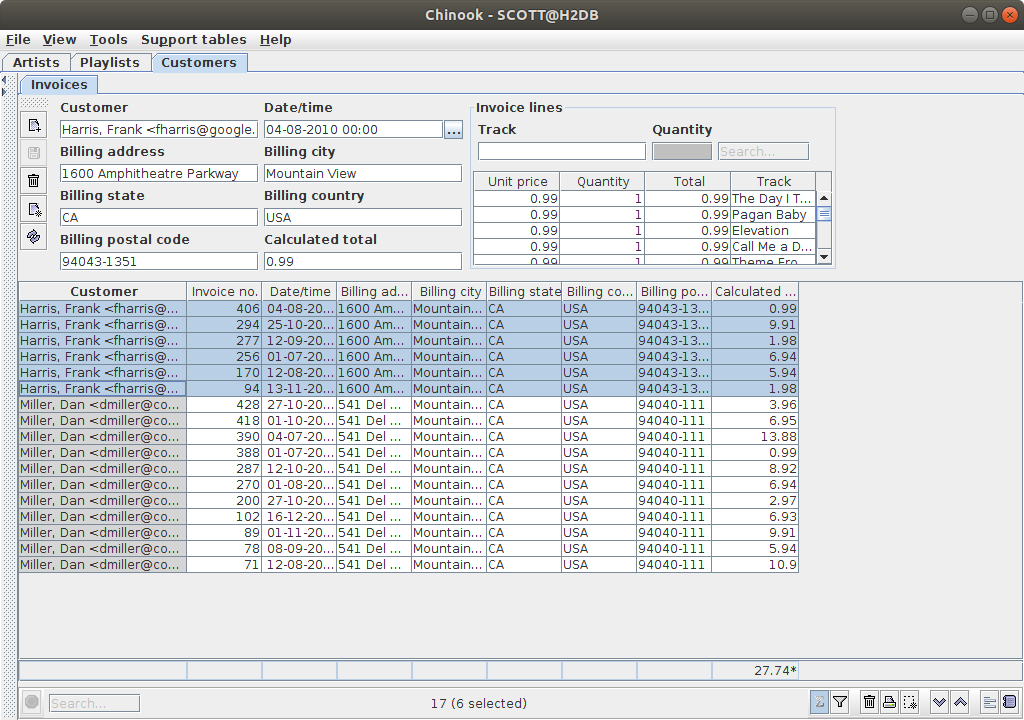 Chinook - SCOTT@H2DB
File View Tools Support tables Help
Artists Playlists Customers
Invoices
Customer Date/time
Harris, Frank <fharris@google. 04-08-2010 00:00 ...
Billing address Billing city
1600 Amphitheatre Parkway Mountain View
Billing state Billing country
CA USA
Billing postal code Calculated total
94043-1351 0.99
Invoice lines
Track Quantity
Search...
Unit price Quantity Total Track
0.99 1 0.99 The Day I T...
0.99 1 0.99 Pagan Baby
0.99 1 0.99 Elevation
0.99 1 0.99 Call Me a D...
0.99 1 0.99 Theme Fro...
Customer Invoice no. Date/time Billing ad... Billing city Billing state Billing co... Billing po... Calculated ...
Harris, Frank <fharris@... 406 04-08-20... 1600 Am... Mountain... CA USA 94043-13... 0.99
Harris, Frank <fharris@... 294 25-10-20... 1600 Am... Mountain... CA USA 94043-13... 9.91
Harris, Frank <fharris@... 277 12-09-20... 1600 Am... Mountain... CA USA 94043-13... 1.98
Harris, Frank <fharris@... 256 01-07-20... 1600 Am... Mountain... CA USA 94043-13... 6.94
Harris, Frank <fharris@... 170 12-08-20... 1600 Am... Mountain... CA USA 94043-13... 5.94
Harris, Frank <fharris@... 94 13-11-20... 1600 Am... Mountain... CA USA 94043-13... 1.98
Miller, Dan <dmiller@co... 428 27-10-20... 541 Del ... Mountain... CA USA 94040-111 3.96
Miller, Dan <dmiller@co... 418 01-10-20... 541 Del ... Mountain... CA USA 94040-111 6.95
Miller, Dan <dmiller@co... 390 04-07-20... 541 Del ... Mountain... CA USA 94040-111 13.88
Miller, Dan <dmiller@co... 388 01-07-20... 541 Del ... Mountain... CA USA 94040-111 0.99
Miller, Dan <dmiller@co... 287 12-10-20... 541 Del ... Mountain... CA USA 94040-111 8.92
Miller, Dan <dmiller@co... 270 01-08-20... 541 Del ... Mountain... CA USA 94040-111 6.94
Miller, Dan <dmiller@co... 200 27-10-20... 541 Del ... Mountain... CA USA 94040-111 2.97
Miller, Dan <dmiller@co... 102 16-12-20... 541 Del ... Mountain... CA USA 94040-111 6.93
Miller, Dan <dmiller@co... 89 01-11-20... 541 Del ... Mountain... CA USA 94040-111 9.91
Miller, Dan <dmiller@co... 78 08-09-20... 541 Del ... Mountain... CA USA 94040-111 5.94
Miller, Dan <dmiller@co... 71 12-08-20... 541 Del ... Mountain... CA USA 94040-111 10.9
27.74*
Search... 17 (6 selected)